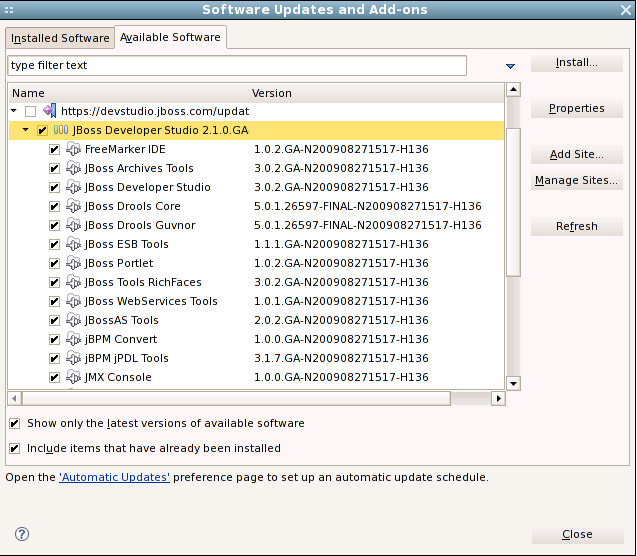 Software Updates and Add-ons
Installed Software Available Software
type filter text
Install...
Name Version
https://devstudio.jboss.com/updat
Properties
JBoss Developer Studio 2.1.0.GA
FreeMarker IDE 1.0.2.GA-N200908271517-H136
Add Site...
JBoss Archives Tools 3.0.2.GA-N200908271517-H136
Manage Sites...
JBoss Developer Studio 3.0.2.GA-N200908271517-H136
JBoss Drools Core 5.0.1.26597-FINAL-N200908271517-H136
JBoss Drools Guvnor 5.0.1.26597-FINAL-N200908271517-H136
Refresh
JBoss ESB Tools 1.1.1.GA-N200908271517-H136
JBoss Portlet 1.0.2.GA-N200908271517-H136
JBoss Tools RichFaces 3.0.2.GA-N200908271517-H136
JBoss WebServices Tools 1.0.1.GA-N200908271517-H136
JBossAS Tools 2.0.2.GA-N200908271517-H136
jBPM Convert 1.0.0.GA-N200908271517-H136
jBPM jPDL Tools 3.1.7.GA-N200908271517-H136
JMX Console 1.0.0.GA-N200908271517-H136
Show only the latest versions of available software
Include items that have already been installed
Open the 'Automatic Updates' preference page to set up an automatic update schedule.
Close